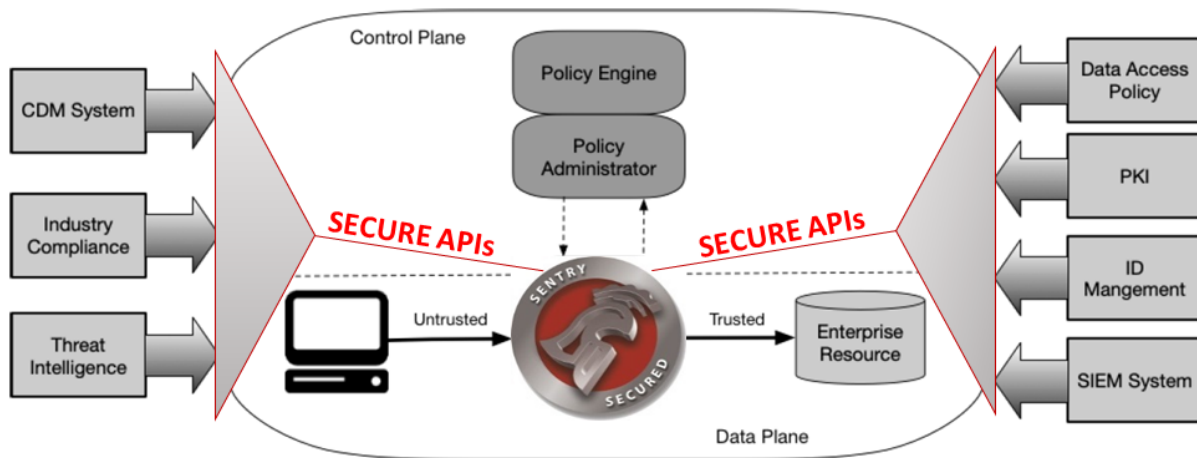 Control Plane
Policy Engine
Policy
Administrator
CDM System
Industry
Compliance
Threat
Intelligence
SECURE APIs
SECURE APIs
Data Access
Policy
PKI
ID
Mangement
SIEM System
Untrusted
SENTRY
SECURED
Trusted
Enterprise
Resource
Data Plane